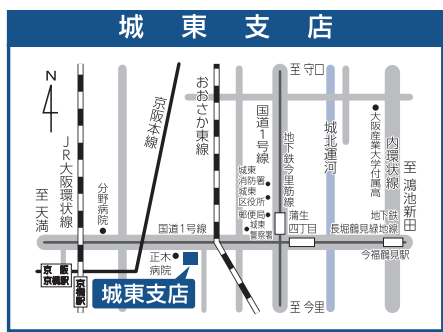 城東支店
N
至 守口
京阪本線
おおさか東線
国道1号線
地下鉄今里筋線
城北運河
大阪産業大学付属高
内環状線
至 鴻池新田
JR大阪環状線
至 天満
分野病院
城東
消防署
城東
区役所
郵便局
城東
警察署
国道1号線
蒲生
四丁目
地下鉄
長堀鶴見緑地線
今福鶴見駅
正木
病院
京阪
京橋駅
京橋駅
城東支店
至 今里